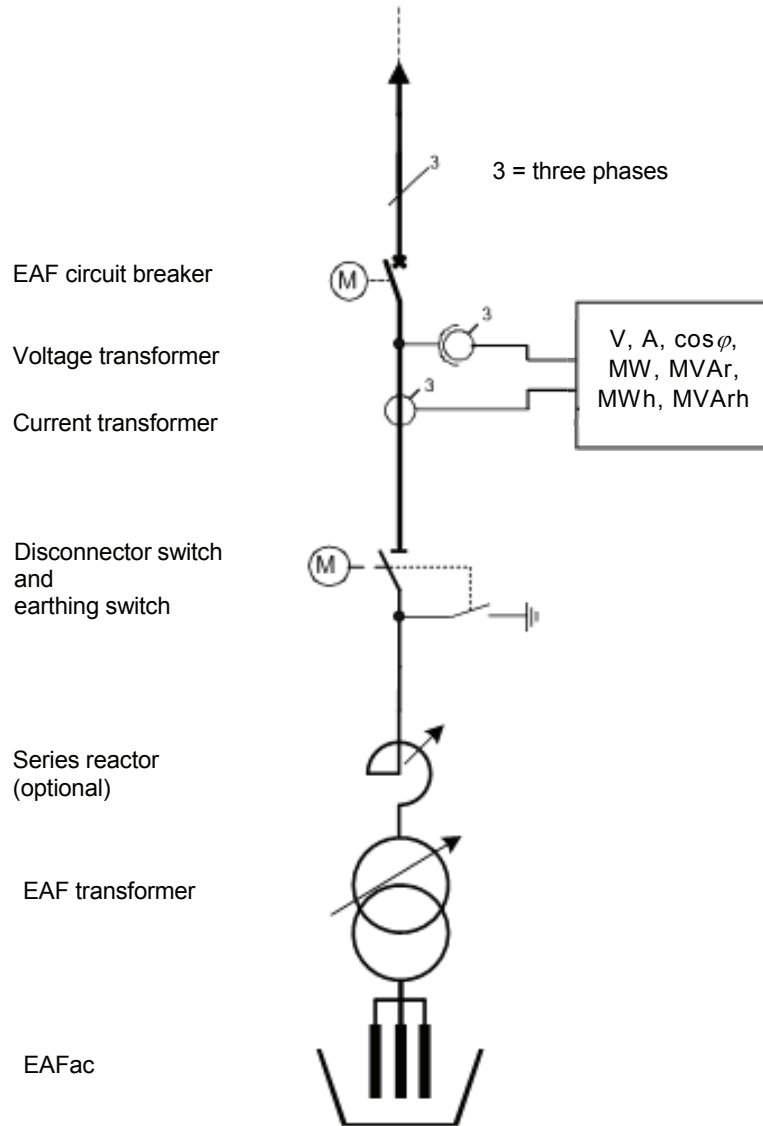 3
3 = three phases
EAF circuit breaker
M
3
V, A, cosφ,
MW, MVAr,
MWh, MVArh
Voltage transformer
3
Current transformer
Disconnector switch
and
earthing switch
M
Series reactor
(optional)
EAF transformer
EAFac